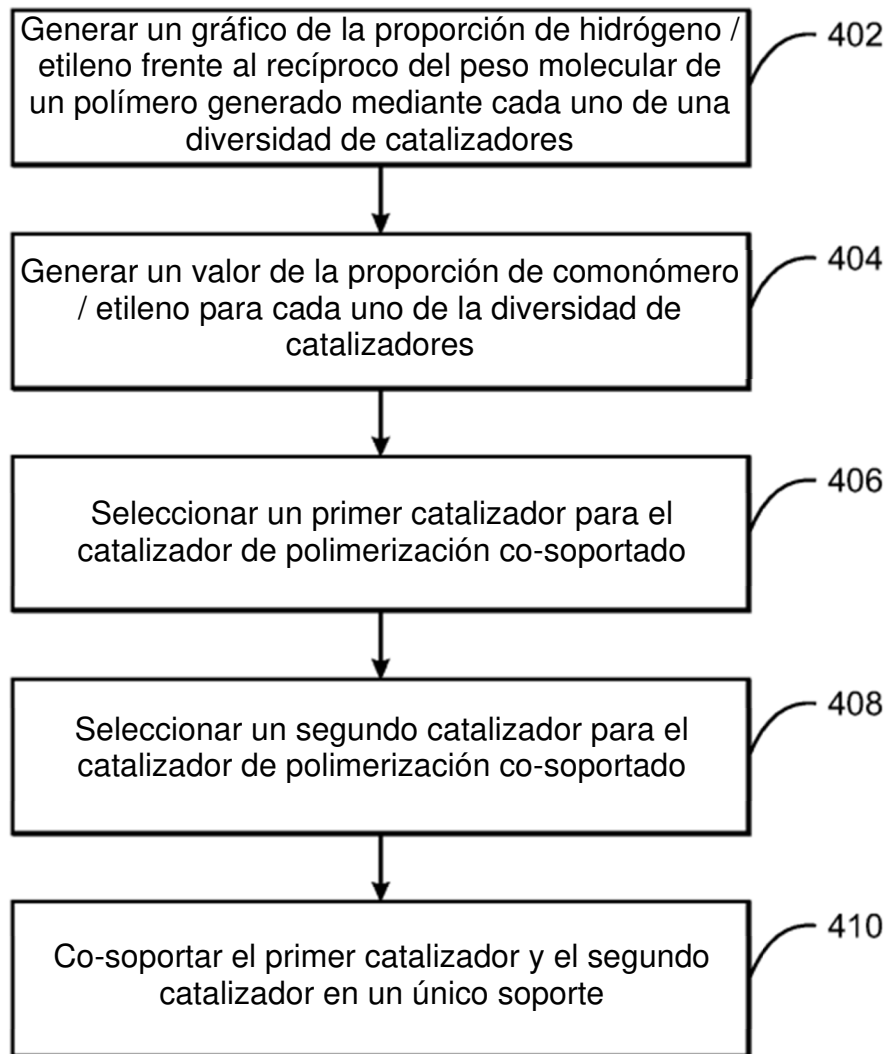 Generar un gráfico de la proporción de hidrógeno /
etileno frente al recíproco del peso molecular de
un polímero generado mediante cada uno de una
diversidad de catalizadores
402
Generar un valor de la proporción de comonómero
/ etileno para cada uno de la diversidad de
catalizadores
404
Seleccionar un primer catalizador para el
catalizador de polimerización co-soportado
406
Seleccionar un segundo catalizador para el
catalizador de polimerización co-soportado
408
Co-soportar el primer catalizador y el segundo
catalizador en un único soporte
410